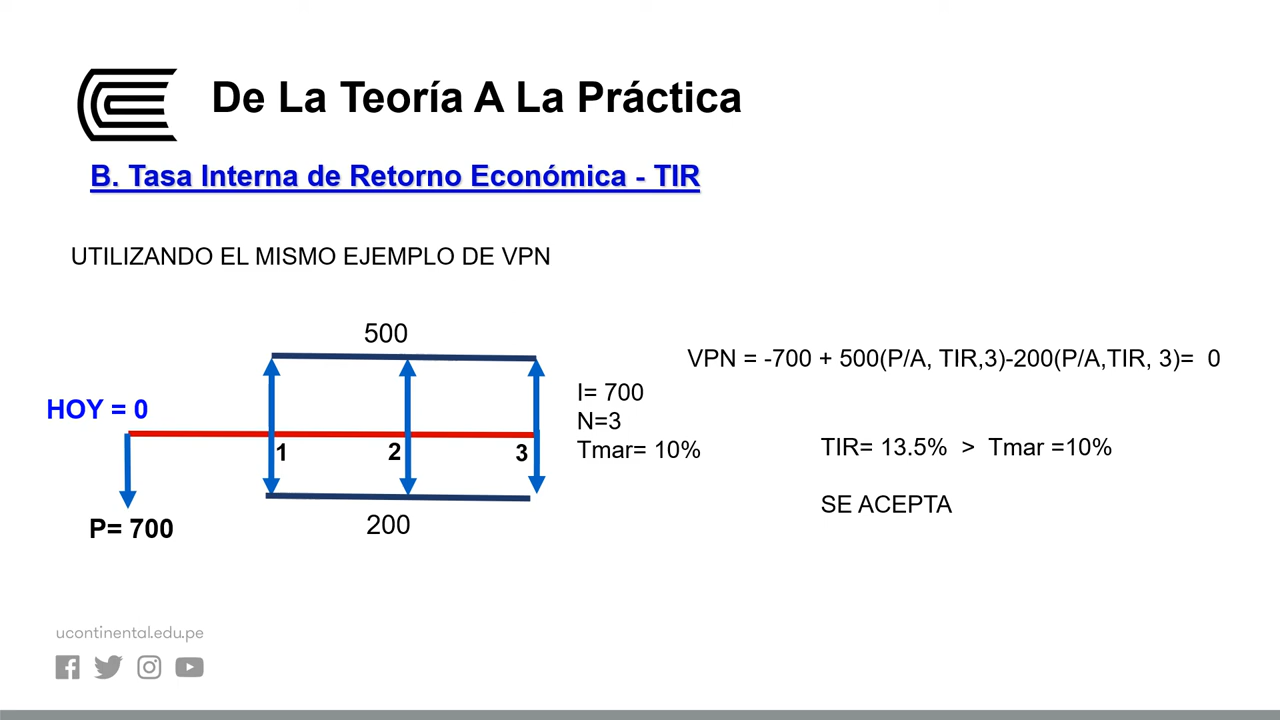 De La Teoría A La Práctica
B. Tasa Interna de Retorno Económica - TIR
UTILIZANDO EL MISMO EJEMPLO DE VPN
500
VPN = -700 + 500(P/A, TIR,3)-200(P/A,TIR, 3)= 0
I= 700
HOY = 0
N=3
1
2
3
Tmar= 10%
TIR= 13.5% > Tmar =10%
SE ACEPTA
200
P= 700
ucontinental.edu.pe